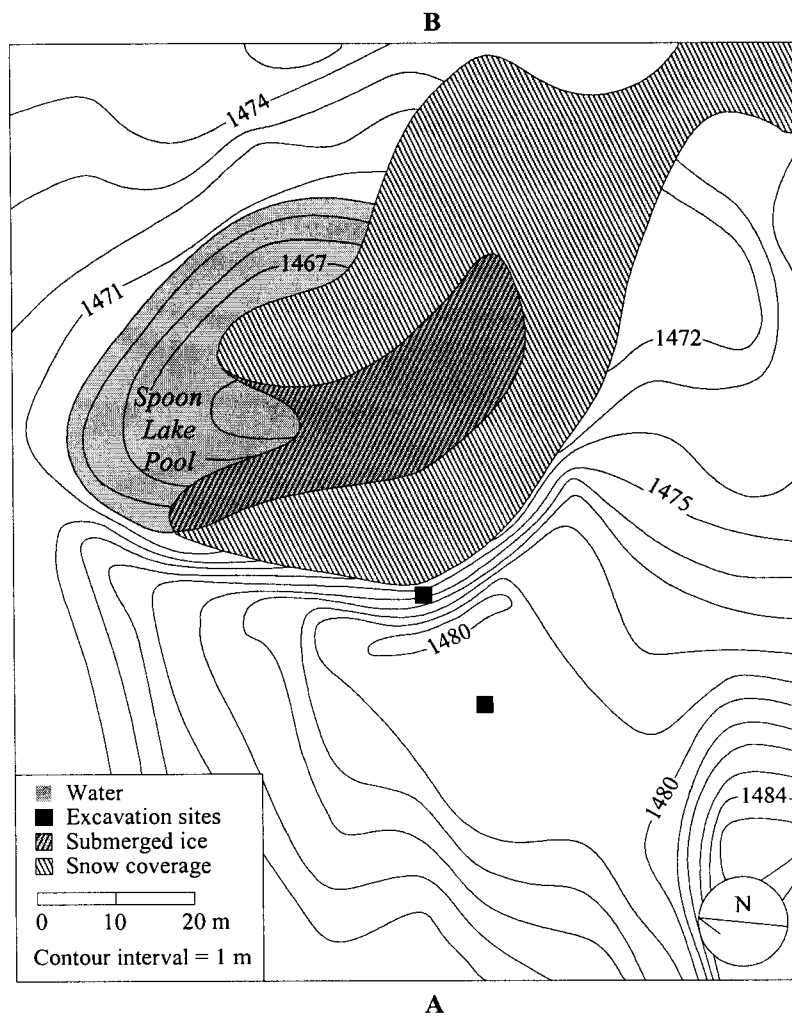 B
1474
1467
1471
1472
Spoon
Lake
Pool
1475
1480
1480
1484
N
Water
Excavation sites
Submerged ice
Snow coverage
0 10 20 m
Contour interval = 1 m
A